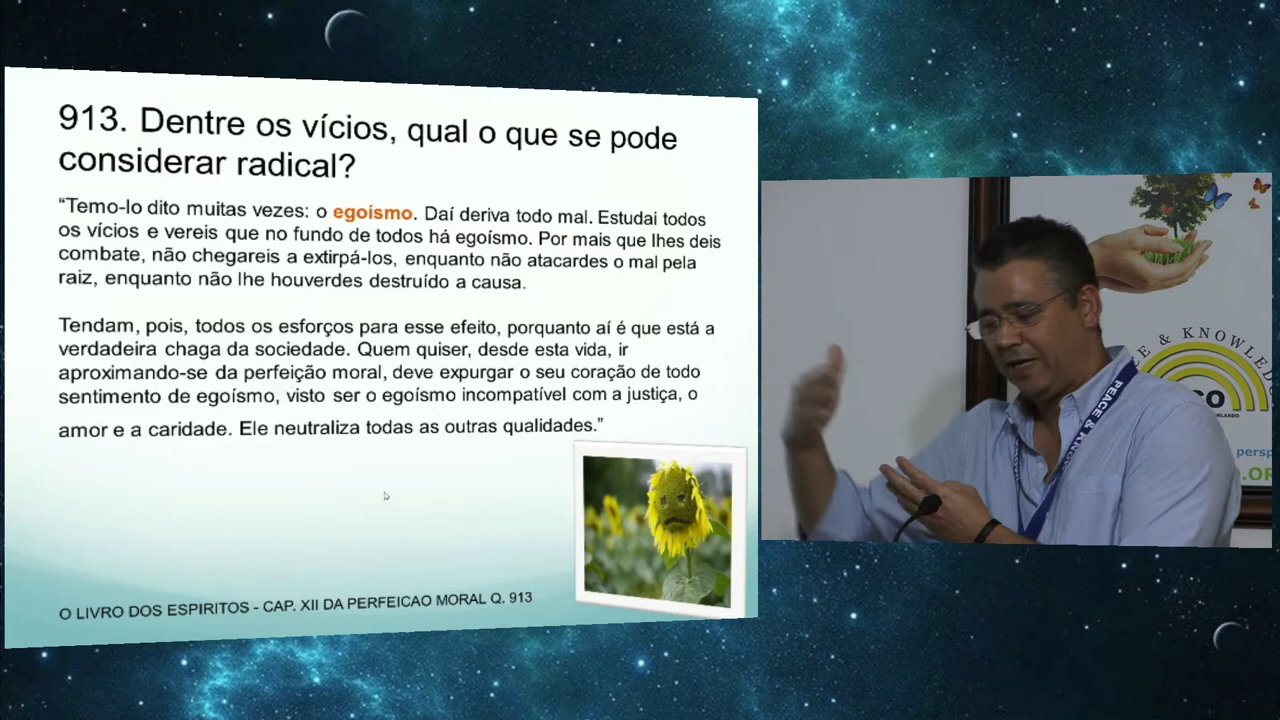 913. Dentre os vícios, qual o que se pode
considerar radical?
“Temo-lo dito muitas vezes: o egoísmo. Daí deriva todo mal. Estudai todos
os vícios e vereis que no fundo de todos há egoísmo. Por mais que lhes deis
combate, não chegareis a extirpá-los, enquanto não atacardes o mal pela
raiz, enquanto não lhe houverdes destruído a causa.
Tendam, pois, todos os esforços para esse efeito, porquanto aí é que está a
verdadeira chaga da sociedade. Quem quiser, desde esta vida, ir
aproximando-se da perfeição moral, deve expurgar o seu coração de todo
sentimento de egoísmo, visto ser o egoísmo incompatível com a justiça, o
amor e a caridade. Ele neutraliza todas as outras qualidades.”
O LIVRO DOS ESPIRITOS - CAP. XII DA PERFEICAO MORAL Q. 913
& KNOWLED
ORLANDO
PEACE &